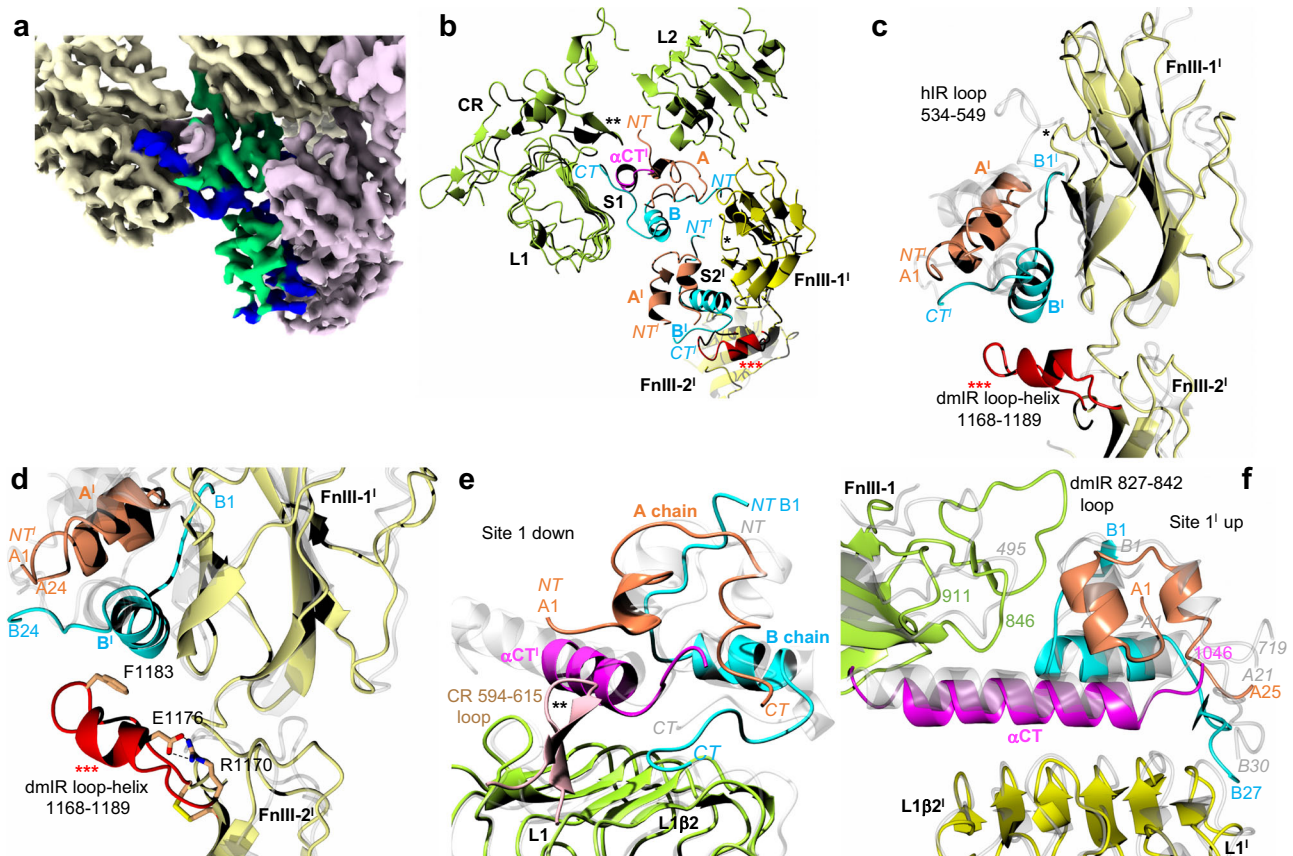 a
b
L2
CR
**
NT
αCTᴵ
A
CT
NT
S1
B
NTᴵ
L1
*
S2ᴵ
FnIII-1ᴵ
Aᴵ
NTᴵ
Bᴵ
CTᴵ
***
FnIII-2ᴵ
c
FnIII-1ᴵ
hIR loop
534-549
*
Aᴵ
B1ᴵ
NTᴵ
A1
CTᴵ
Bᴵ
***
FnIII-2ᴵ
dmIR loop-helix
1168-1189
d
Aᴵ
B1
FnIII-1ᴵ
NTᴵ
A1
A24
B24
Bᴵ
F1183
E1176
***
R1170
dmIR loop-helix
1168-1189
FnIII-2ᴵ
e
A chain
NT B1
Site 1 down
NT
NT
A1
B chain
αCTᴵ
CR 594-615
loop
**
CT
CT
CT
L1
L1β2
f
FnIII-1
dmIR 827-842
loop
Site 1ᴵ up
B1
B1
495
911
A1
846
A1
719
1046
A21
A25
αCT
B30
B27
L1β2ᴵ
L1ᴵ